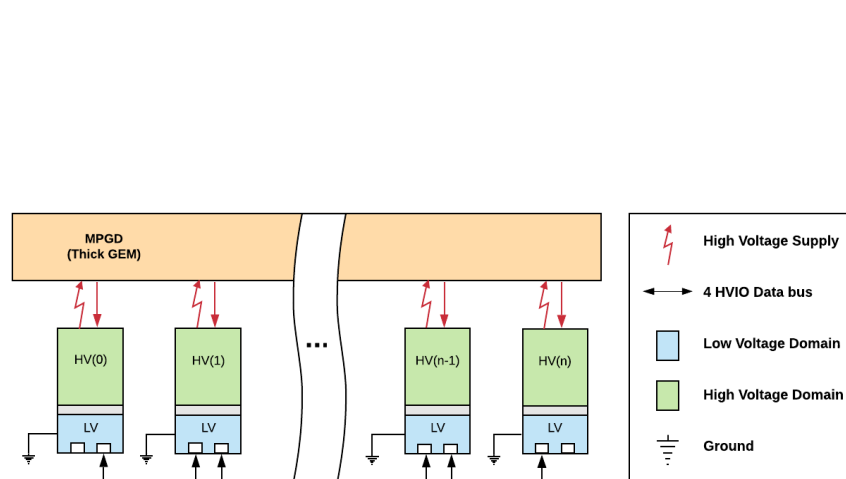 MPGD
(Thick GEM)
HV(0)
HV(1)
...
HV(n-1)
HV(n)
LV
LV
LV
LV
High Voltage Supply
4 HVIO Data bus
Low Voltage Domain
High Voltage Domain
Ground